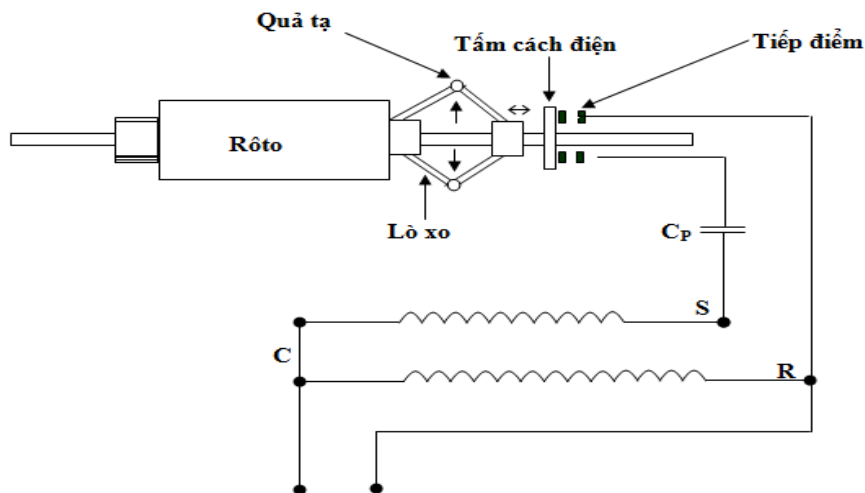 Quả tạ
Tấm cách điện
Tiếp điểm
Rôto
Lò xo
C_P
S
C
R